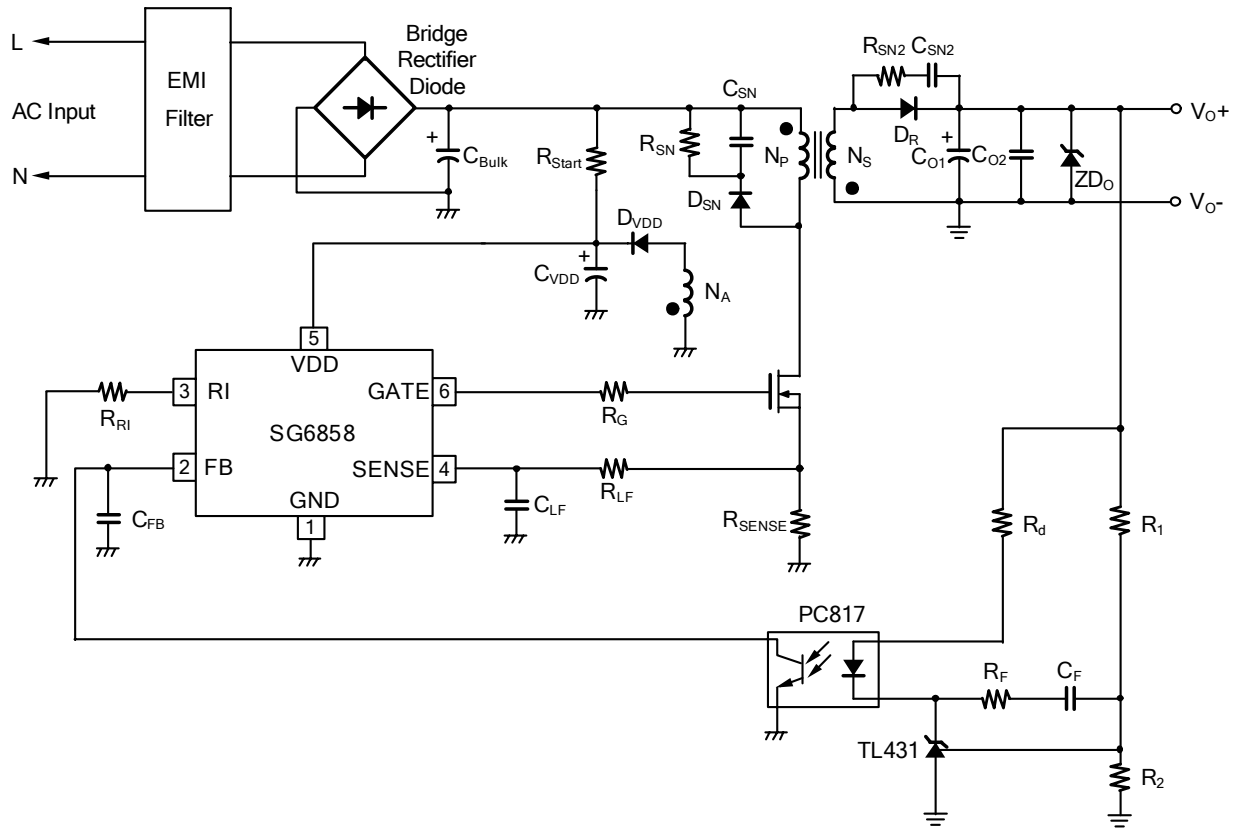 L
AC Input
N
EMI
Filter
Bridge
Rectifier
Diode
+
C_Bulk
R_Start
R_SN
C_SN
D_SN
N_P
N_S
R_SN2
C_SN2
D_R
+
C_O1
C_O2
ZD_O
V_O+
V_O-
D_VDD
+
C_VDD
N_A
5
VDD
3
RI
R_RI
GATE
6
R_G
SG6858
2
FB
C_FB
SENSE
4
C_LF
R_LF
R_SENSE
GND
1
R_d
R_1
PC817
R_F
C_F
TL431
R_2